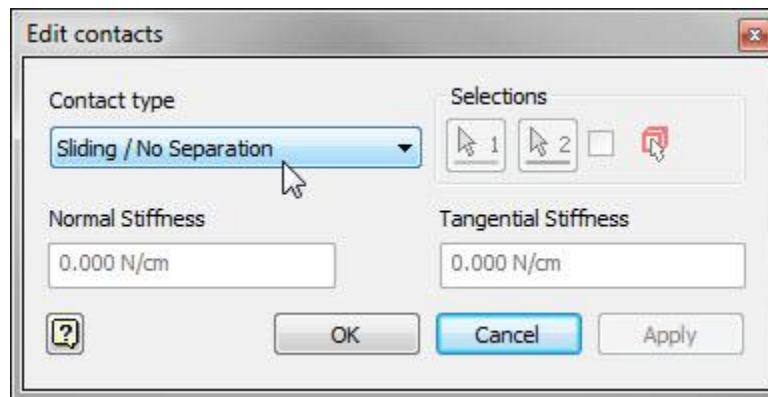 Edit contacts
Contact type
Selections
Sliding / No Separation
1
2
Normal Stiffness
Tangential Stiffness
0.000 N/cm
0.000 N/cm
?
OK
Cancel
Apply